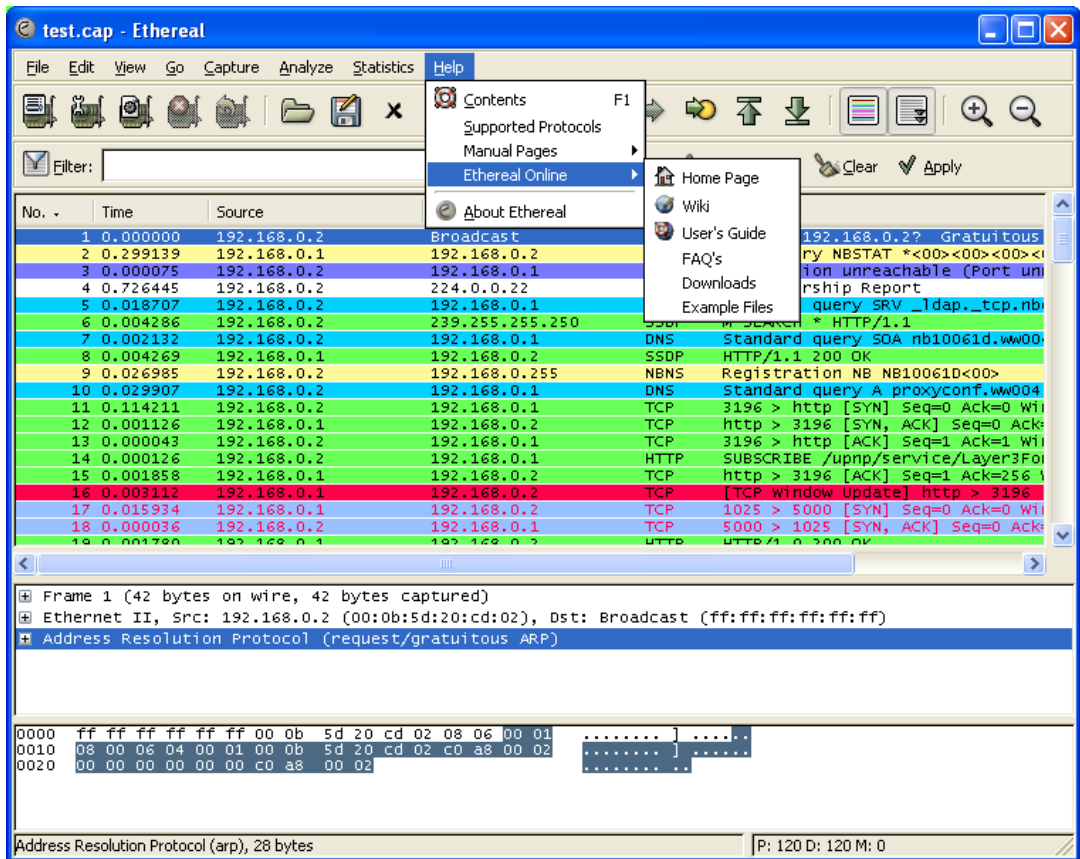 test.cap - Ethereal
File Edit View Go Capture Analyze Statistics Help
Contents F1
Supported Protocols
Manual Pages
Ethereal Online
About Ethereal
Home Page
Wiki
User's Guide
FAQ's
Downloads
Example Files
Filter: Clear Apply
No. Time Source
1 0.000000 192.168.0.2 Broadcast 192.168.0.2? Gratuitous
2 0.299139 192.168.0.1 192.168.0.2 ry NBSTAT *<00><00><00><
3 0.000075 192.168.0.2 192.168.0.1 ion unreachable (Port un
4 0.726445 192.168.0.2 224.0.0.22 rship Report
5 0.018707 192.168.0.2 192.168.0.1 query SRV _ldap._tcp.nb
6 0.004286 192.168.0.2 239.255.255.250 SSDP M-SEARCH * HTTP/1.1
7 0.002132 192.168.0.2 192.168.0.1 DNS Standard query SOA nb10061d.ww00
8 0.004269 192.168.0.1 192.168.0.2 SSDP HTTP/1.1 200 OK
9 0.026985 192.168.0.2 192.168.0.255 NBNS Registration NB NB10061D<00>
10 0.029907 192.168.0.2 192.168.0.1 DNS Standard query A proxyconf.ww004
11 0.114211 192.168.0.2 192.168.0.1 TCP 3196 > http [SYN] Seq=0 Ack=0 Wi
12 0.001126 192.168.0.1 192.168.0.2 TCP http > 3196 [SYN, ACK] Seq=0 Ack=
13 0.000043 192.168.0.2 192.168.0.1 TCP 3196 > http [ACK] Seq=1 Ack=1 Wi
14 0.000126 192.168.0.2 192.168.0.1 HTTP SUBSCRIBE /upnp/service/Layer3Fo
15 0.001858 192.168.0.1 192.168.0.2 TCP http > 3196 [ACK] Seq=1 Ack=256
16 0.003112 192.168.0.1 192.168.0.2 TCP [TCP Window Update] http > 3196
17 0.015934 192.168.0.1 192.168.0.2 TCP 1025 > 5000 [SYN] Seq=0 Ack=0 Wi
18 0.000036 192.168.0.2 192.168.0.1 TCP 5000 > 1025 [SYN, ACK] Seq=0 Ack=
19 0.001780 192.168.0.1 192.168.0.2 HTTP HTTP/1.0 200 OK
Frame 1 (42 bytes on wire, 42 bytes captured)
Ethernet II, Src: 192.168.0.2 (00:0b:5d:20:cd:02), Dst: Broadcast (ff:ff:ff:ff:ff:ff)
Address Resolution Protocol (request/gratuitous ARP)
0000 ff ff ff ff ff ff 00 0b 5d 20 cd 02 08 06 00 01 ........ ] .....
0010 08 00 06 04 00 01 00 0b 5d 20 cd 02 c0 a8 00 02 ........ ] ......
0020 00 00 00 00 00 00 c0 a8 00 02 ........ ..
Address Resolution Protocol (arp), 28 bytes P: 120 D: 120 M: 0